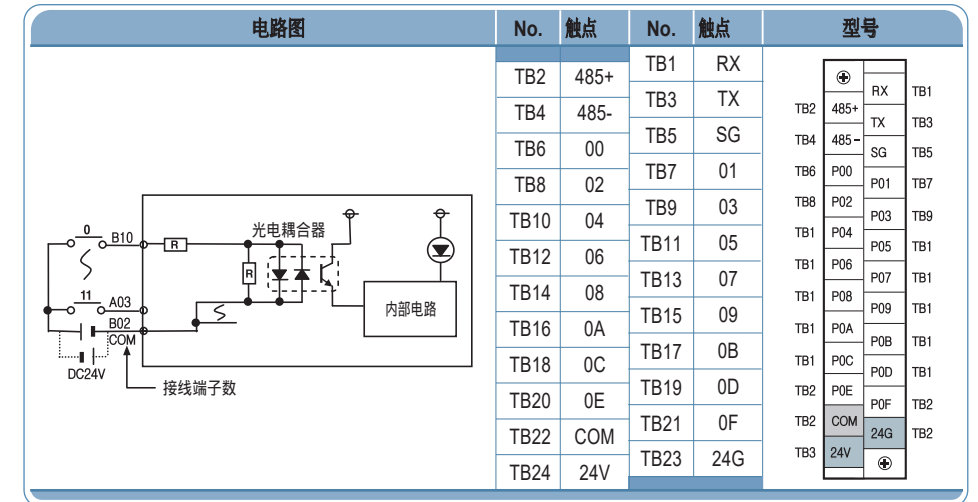 电路图 No. 触点 No. 触点 型号
TB2 485+
TB4 485-
TB6 00
TB8 02
TB10 04
TB12 06
TB14 08
TB16 0A
TB18 0C
TB20 0E
TB22 COM
TB24 24V
TB1 RX
TB3 TX
TB5 SG
TB7 01
TB9 03
TB11 05
TB13 07
TB15 09
TB17 0B
TB19 0D
TB21 0F
TB23 24G
0
B10
R
光电耦合器
R
内部电路
11
A03
B02
COM
DC24V
接线端子数
RX TB1
TB2 485+
TX TB3
TB4 485-
SG TB5
TB6 P00
P01 TB7
TB8 P02
P03 TB9
TB1 P04
P05 TB1
TB1 P06
P07 TB1
TB1 P08
P09 TB1
TB1 P0A
P0B TB1
TB1 P0C
P0D TB1
TB2 P0E
P0F TB2
TB2 COM
24G TB2
TB3 24V